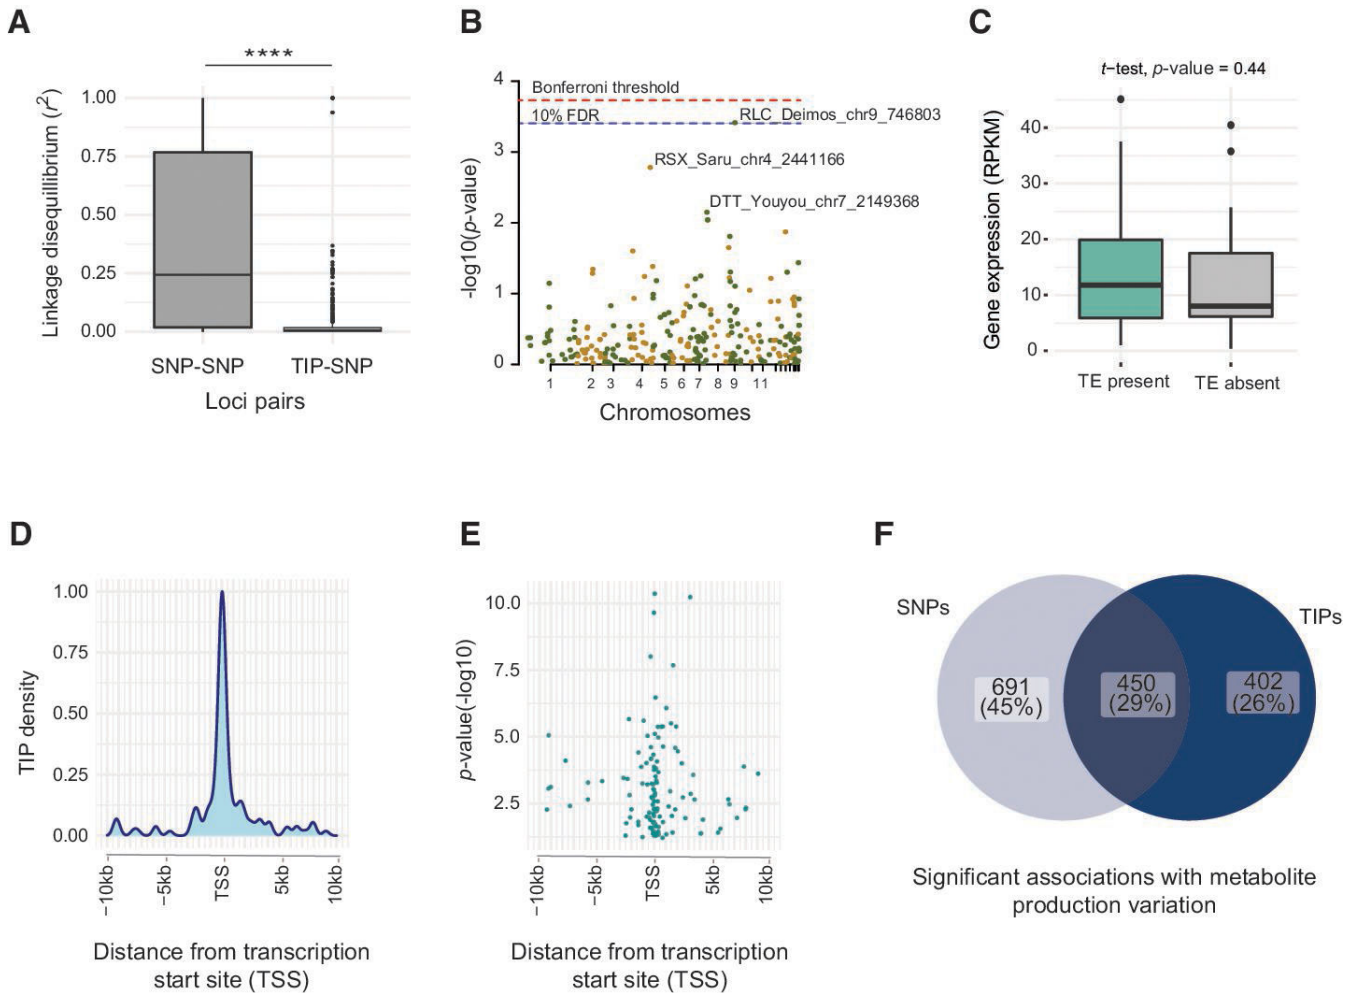 A
****
Linkage disequillibrium (r2)
1.00
0.75
0.50
0.25
0.00
SNP-SNP
TIP-SNP
Loci pairs
B
-log10(p-value)
4
3
2
1
0
Bonferroni threshold
10% FDR
RLC_Deimos_chr9_746803
RSX_Saru_chr4_2441166
DTT_Youyou_chr7_2149368
1 2 3 4 5 6 7 8 9 11
Chromosomes
C
t-test, p-value = 0.44
Gene expression (RPKM)
40
30
20
10
0
TE present
TE absent
D
TIP density
1.00
0.75
0.50
0.25
0.00
−10kb
−5kb
TSS
5kb
10kb
Distance from transcription
start site (TSS)
E
p-value(-log10)
10.0
7.5
5.0
2.5
−10kb
−5kb
TSS
5kb
10kb
Distance from transcription
start site (TSS)
F
SNPs
TIPs
691
(45%)
450
(29%)
402
(26%)
Significant associations with metabolite
production variation